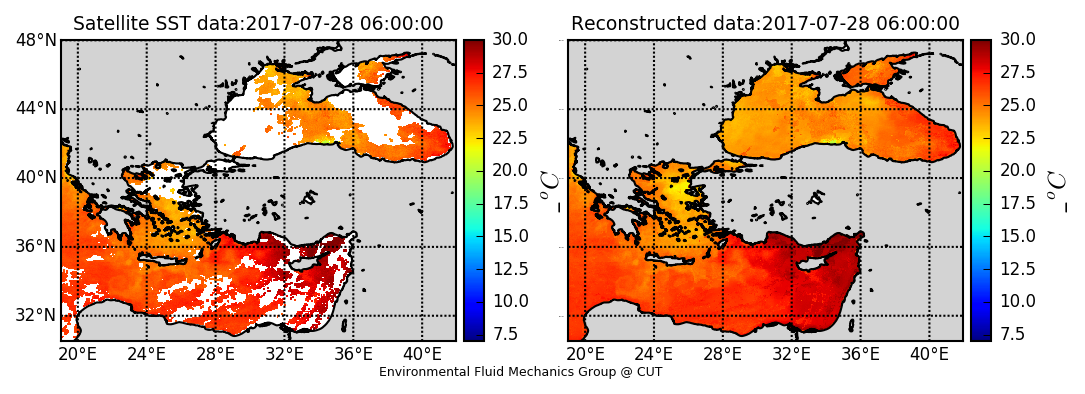 Satellite SST data:2017-07-28 06:00:00
48°N
44°N
40°N
36°N
32°N
20°E 24°E 28°E 32°E 36°E 40°E
30.0
27.5
25.0
22.5
20.0
17.5
15.0
12.5
10.0
7.5
_ °C
Reconstructed data:2017-07-28 06:00:00
20°E 24°E 28°E 32°E 36°E 40°E
30.0
27.5
25.0
22.5
20.0
17.5
15.0
12.5
10.0
7.5
_ °C
Environmental Fluid Mechanics Group @ CUT